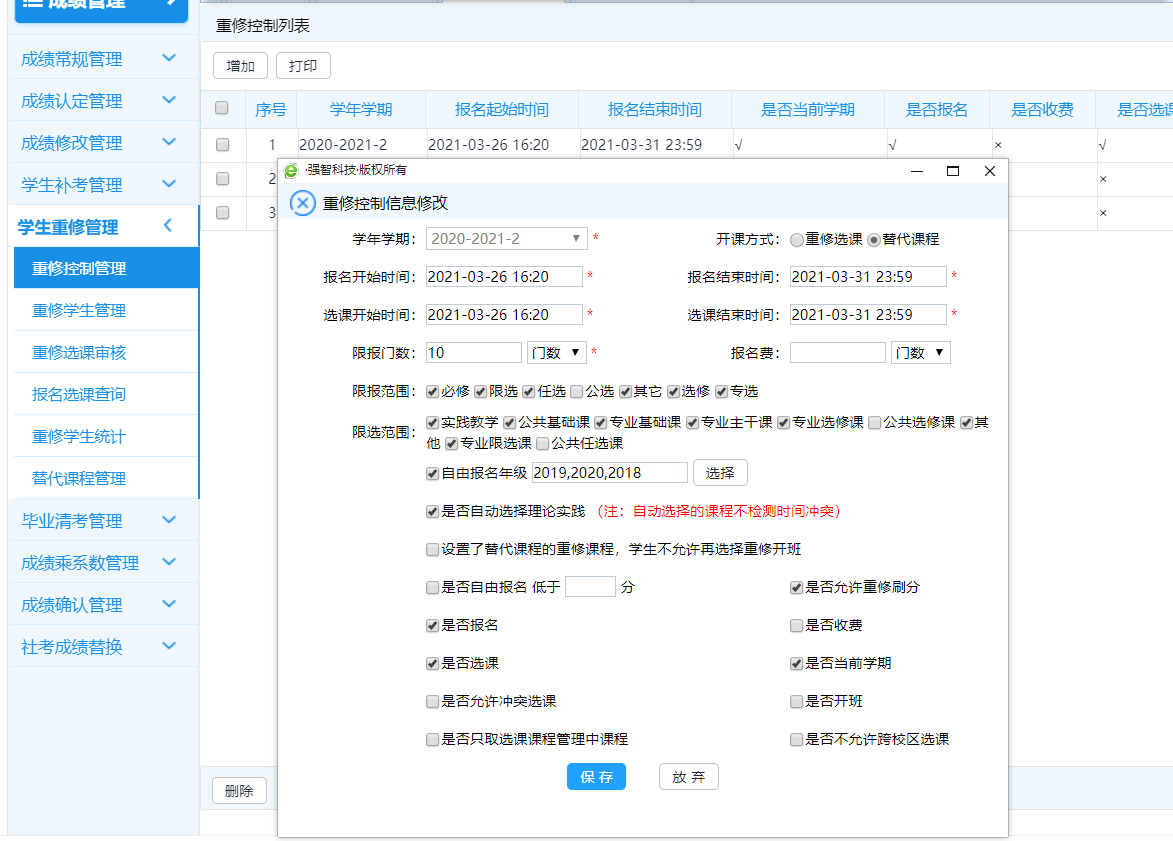 成绩管理
成绩常规管理
成绩认定管理
成绩修改管理
学生补考管理
学生重修管理
重修控制管理
重修学生管理
重修选课审核
报名选课查询
重修学生统计
替代课程管理
毕业清考管理
成绩乘系数管理
成绩确认管理
社考成绩替换
重修控制列表
增加 打印
序号 学年学期 报名起始时间 报名结束时间 是否当前学期 是否报名 是否收费 是否选课
1 2020-2021-2 2021-03-26 16:20 2021-03-31 23:59 √ √ × √
2 ×
3 ×
·强智科技·版权所有
重修控制信息修改
学年学期: 2020-2021-2 * 开课方式: 重修选课 替代课程
报名开始时间: 2021-03-26 16:20 * 报名结束时间: 2021-03-31 23:59 *
选课开始时间: 2021-03-26 16:20 * 选课结束时间: 2021-03-31 23:59 *
限报门数: 10 门数 * 报名费: 门数
限报范围: 必修 限选 任选 公选 其它 选修 专选
限选范围: 实践教学 公共基础课 专业基础课 专业主干课 专业选修课 公共选修课 其
他 专业限选课 公共任选课
自由报名年级 2019,2020,2018 选择
是否自动选择理论实践 (注: 自动选择的课程不检测时间冲突)
设置了替代课程的重修课程，学生不允许再选择重修开班
是否自由报名 低于 分 是否允许重修刷分
是否报名 是否收费
是否选课 是否当前学期
是否允许冲突选课 是否开班
是否只取选课课程管理中课程 是否不允许跨校区选课
保 存 放 弃
删除